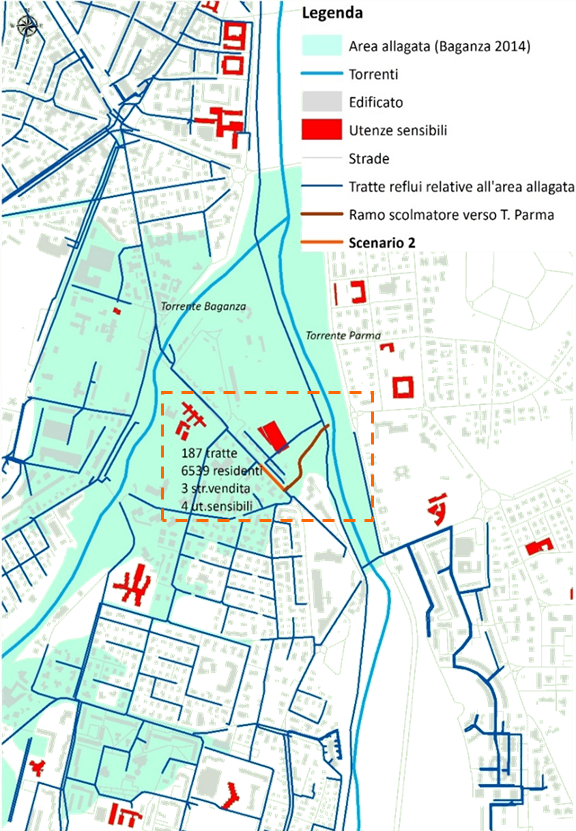 Legenda
Area allagata (Baganza 2014)
Torrenti
Edificato
Utenze sensibili
Strade
Tratte reflui relative all'area allagata
Ramo scolmatore verso T. Parma
Scenario 2
Torrente Baganza
Torrente Parma
187 tratte
6539 residenti
3 str.vendita
4 ut.sensibili